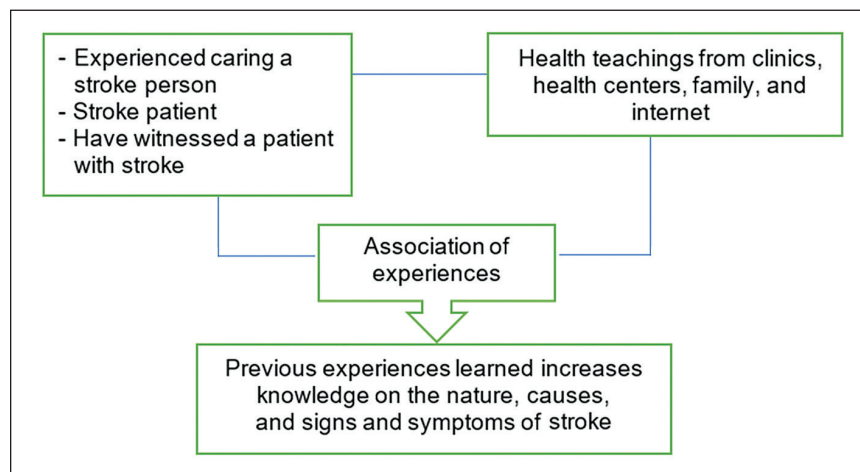 - Experienced caring a
stroke person
- Stroke patient
- Have witnessed a patient
with stroke
Health teachings from clinics,
health centers, family, and
internet
Association of
experiences
Previous experiences learned increases
knowledge on the nature, causes,
and signs and symptoms of stroke